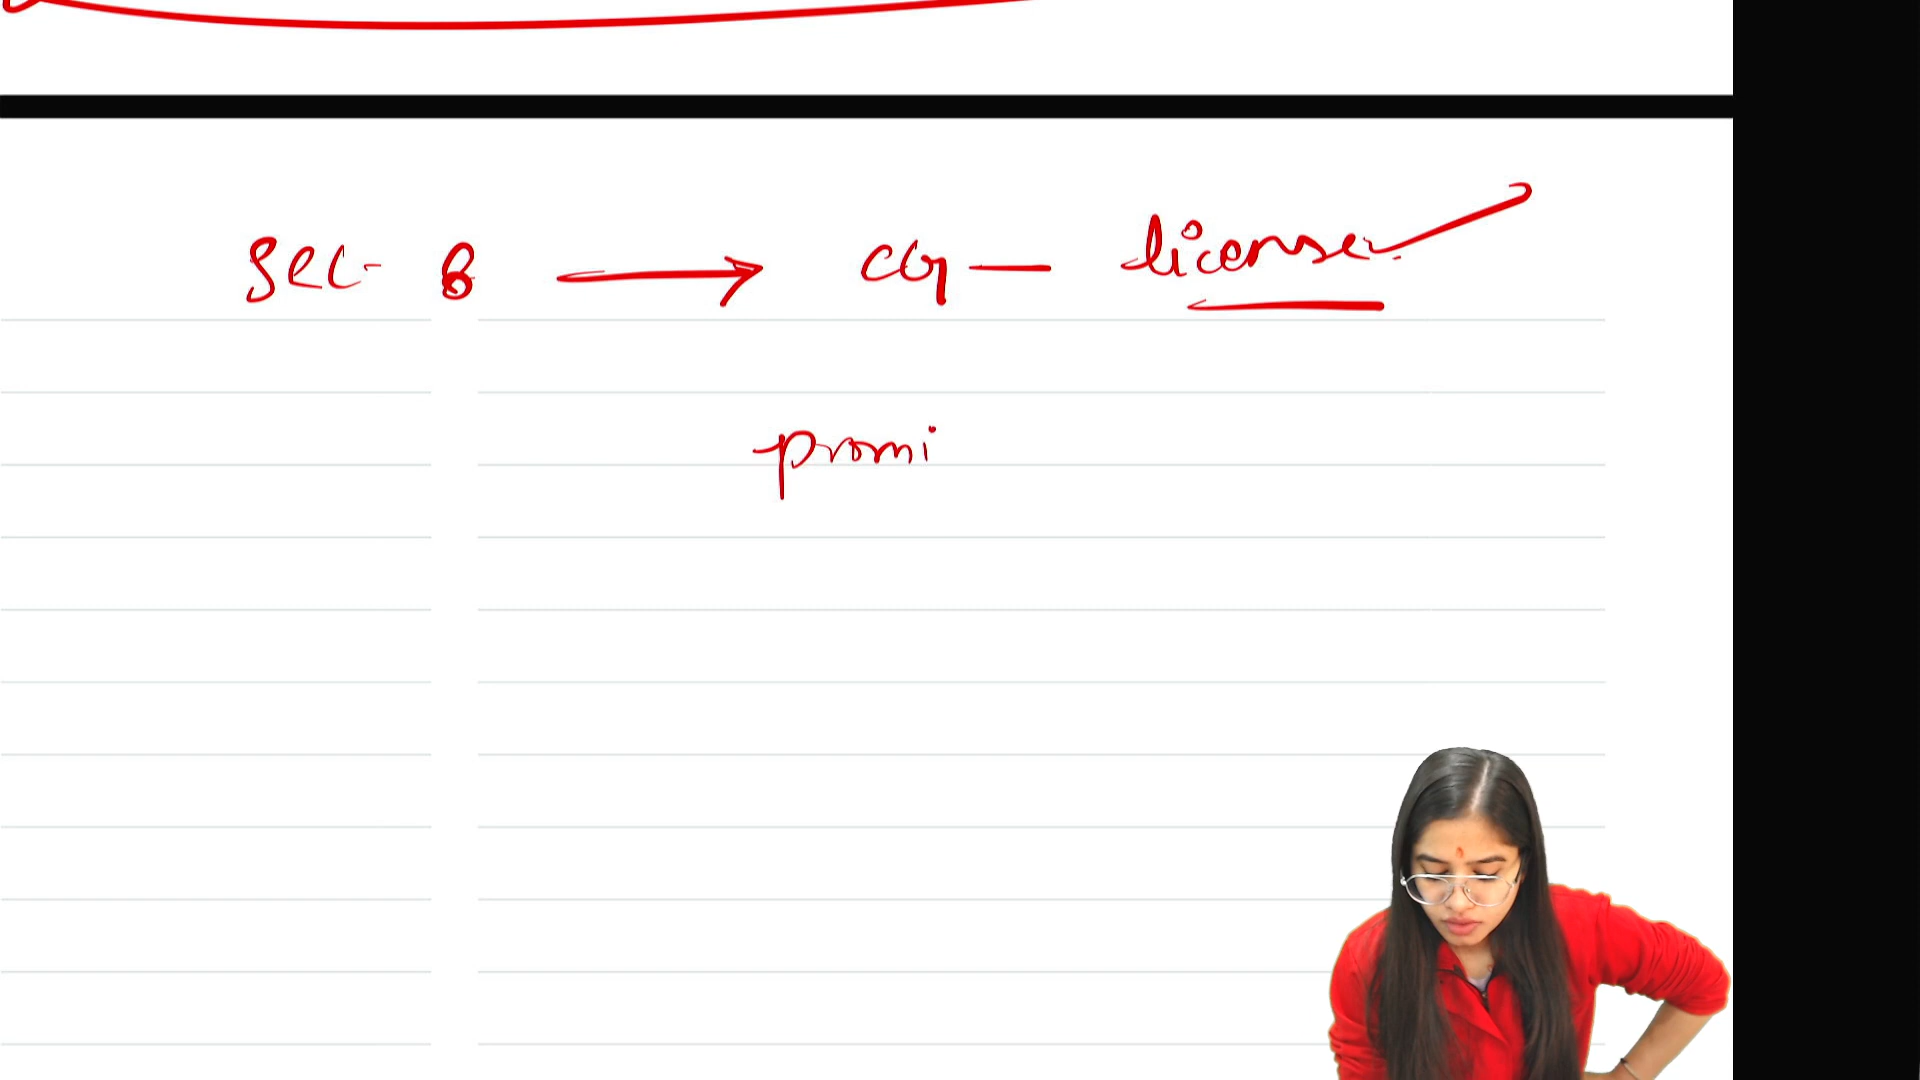 Sec- 8 → CG — license
promi